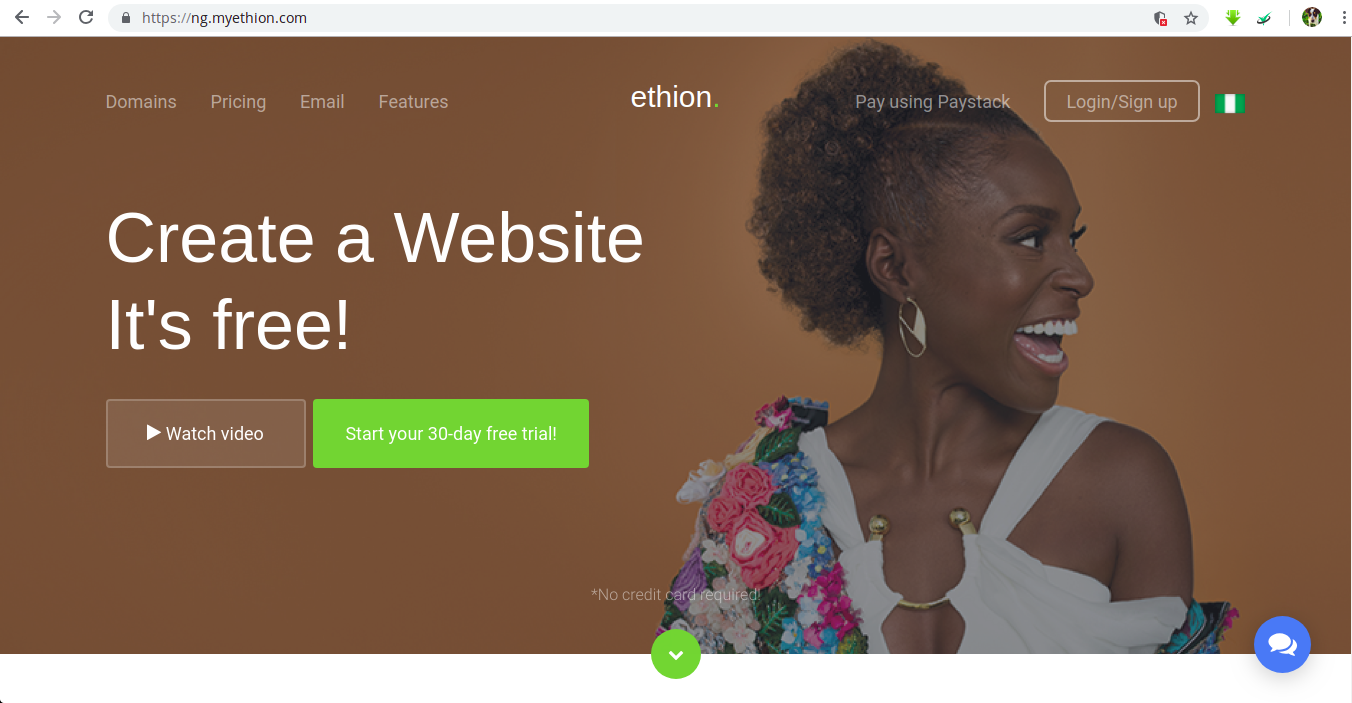 https://ng.myethion.com
Domains Pricing Email Features ethion. Pay using Paystack Login/Sign up
Create a Website
It's free!
Watch video Start your 30-day free trial!
*No credit card required!